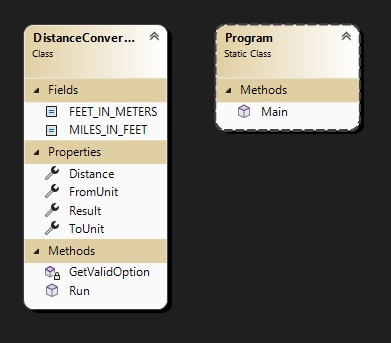 DistanceConver...
Class
Fields
FEET_IN_METERS
MILES_IN_FEET
Properties
Distance
FromUnit
Result
ToUnit
Methods
GetValidOption
Run
Program
Static Class
Methods
Main